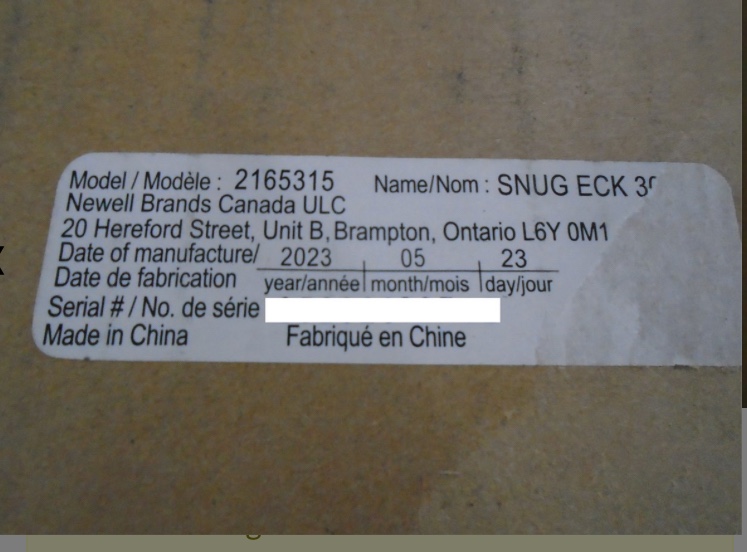 Model / Modèle : 2165315 Name/Nom : SNUG ECK
Newell Brands Canada ULC
20 Hereford Street, Unit B, Brampton, Ontario L6Y 0M1
Date of manufacture/ 2023 05 23
Date de fabrication year/année month/mois day/jour
Serial # / No. de série
Made in China Fabriqué en Chine